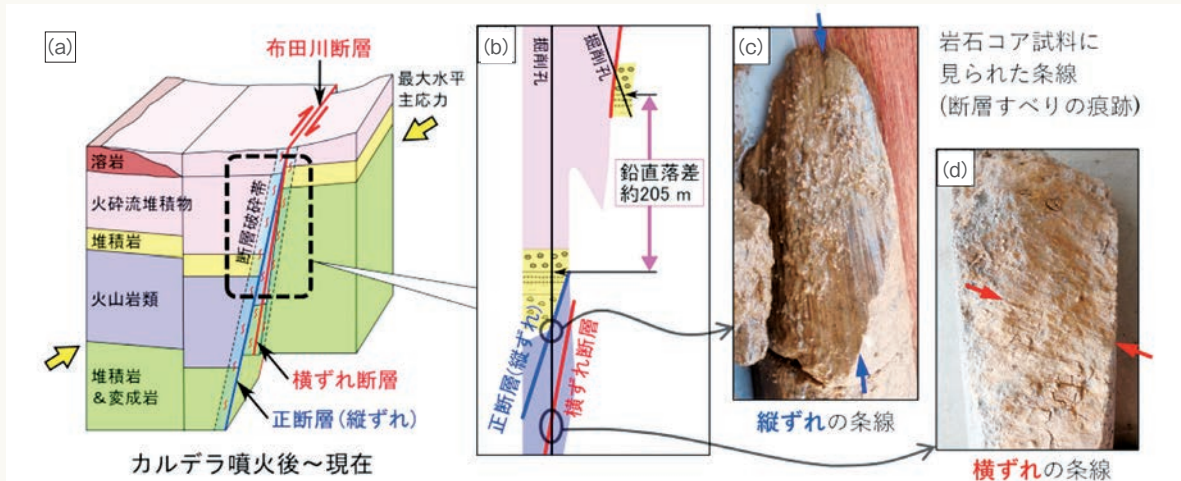 (a)
布田川断層
最大水平
主応力
溶岩
火砕流堆積物
堆積岩
火山岩類
堆積岩
&変成岩
断層破砕帯
横ずれ断層
正断層(縦ずれ)
カルデラ噴火後～現在
(b)
掘削孔
掘削孔
鉛直落差
約205 m
正断層(縦ずれ)
横ずれ断層
(c)
縦ずれの条線
岩石コア試料に
見られた条線
(断層すべりの痕跡)
(d)
横ずれの条線